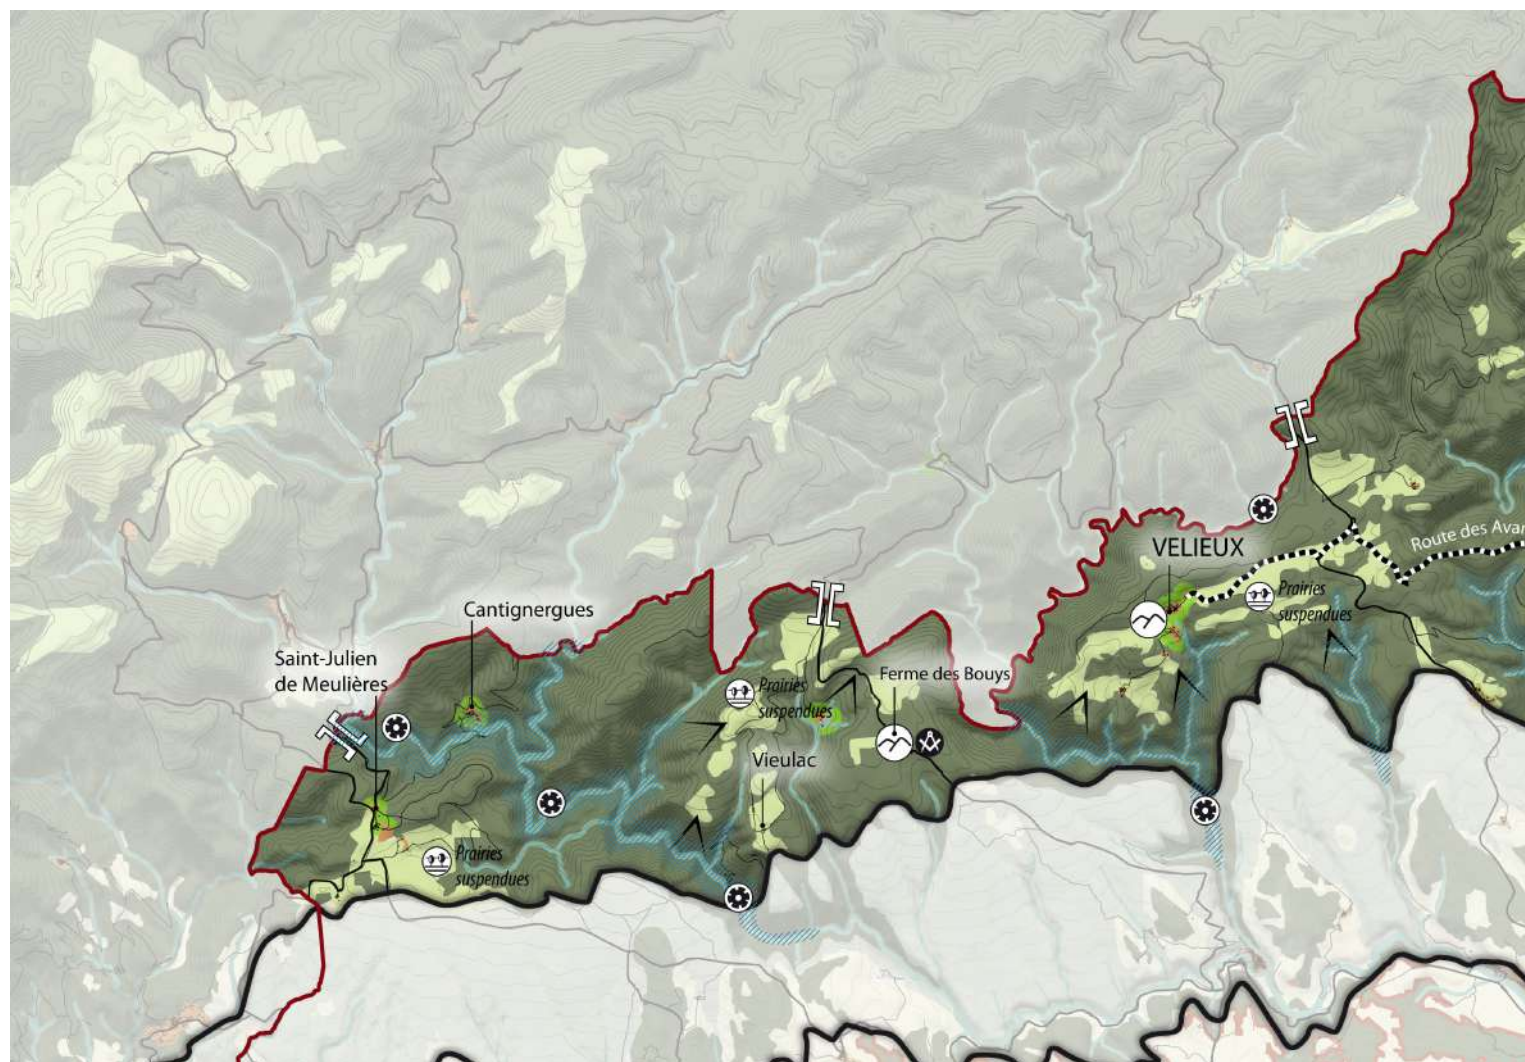 Route des Avan
VELIEUX
Prairies
suspendues
Cantignergues
Saint-Julien
de Meulières
Ferme des Bouys
Prairies
suspendues
Vieulac
Prairies
suspendues